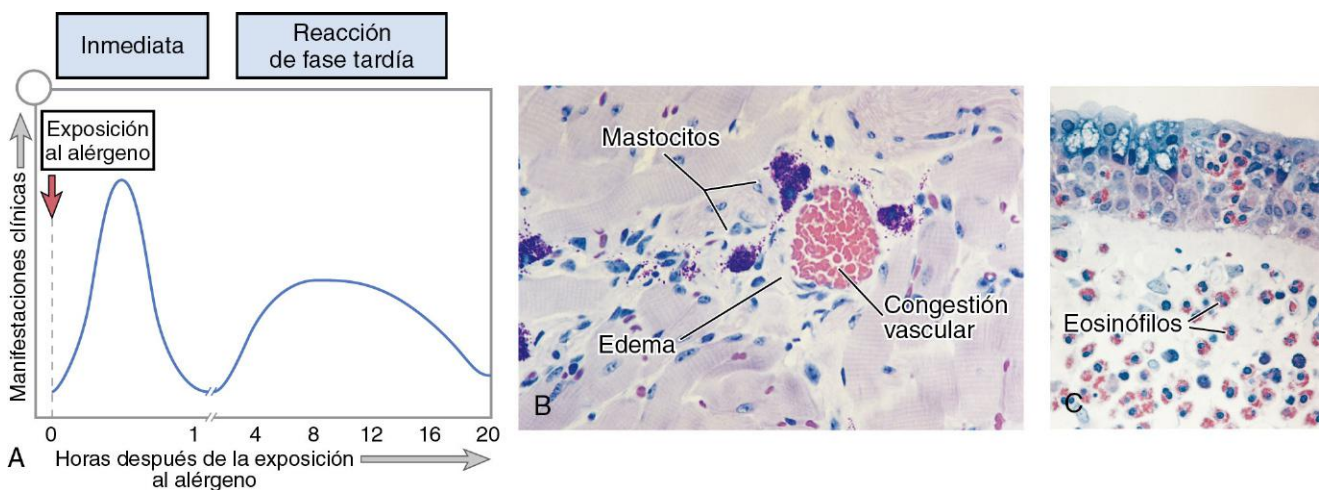 Inmediata
Reacción
de fase tardía
Manifestaciones clínicas
Exposición
al alérgeno
0
1
4
8
12
16
20
A
Horas después de la exposición
al alérgeno
Mastocitos
Edema
Congestión
vascular
B
Eosinófilos
C